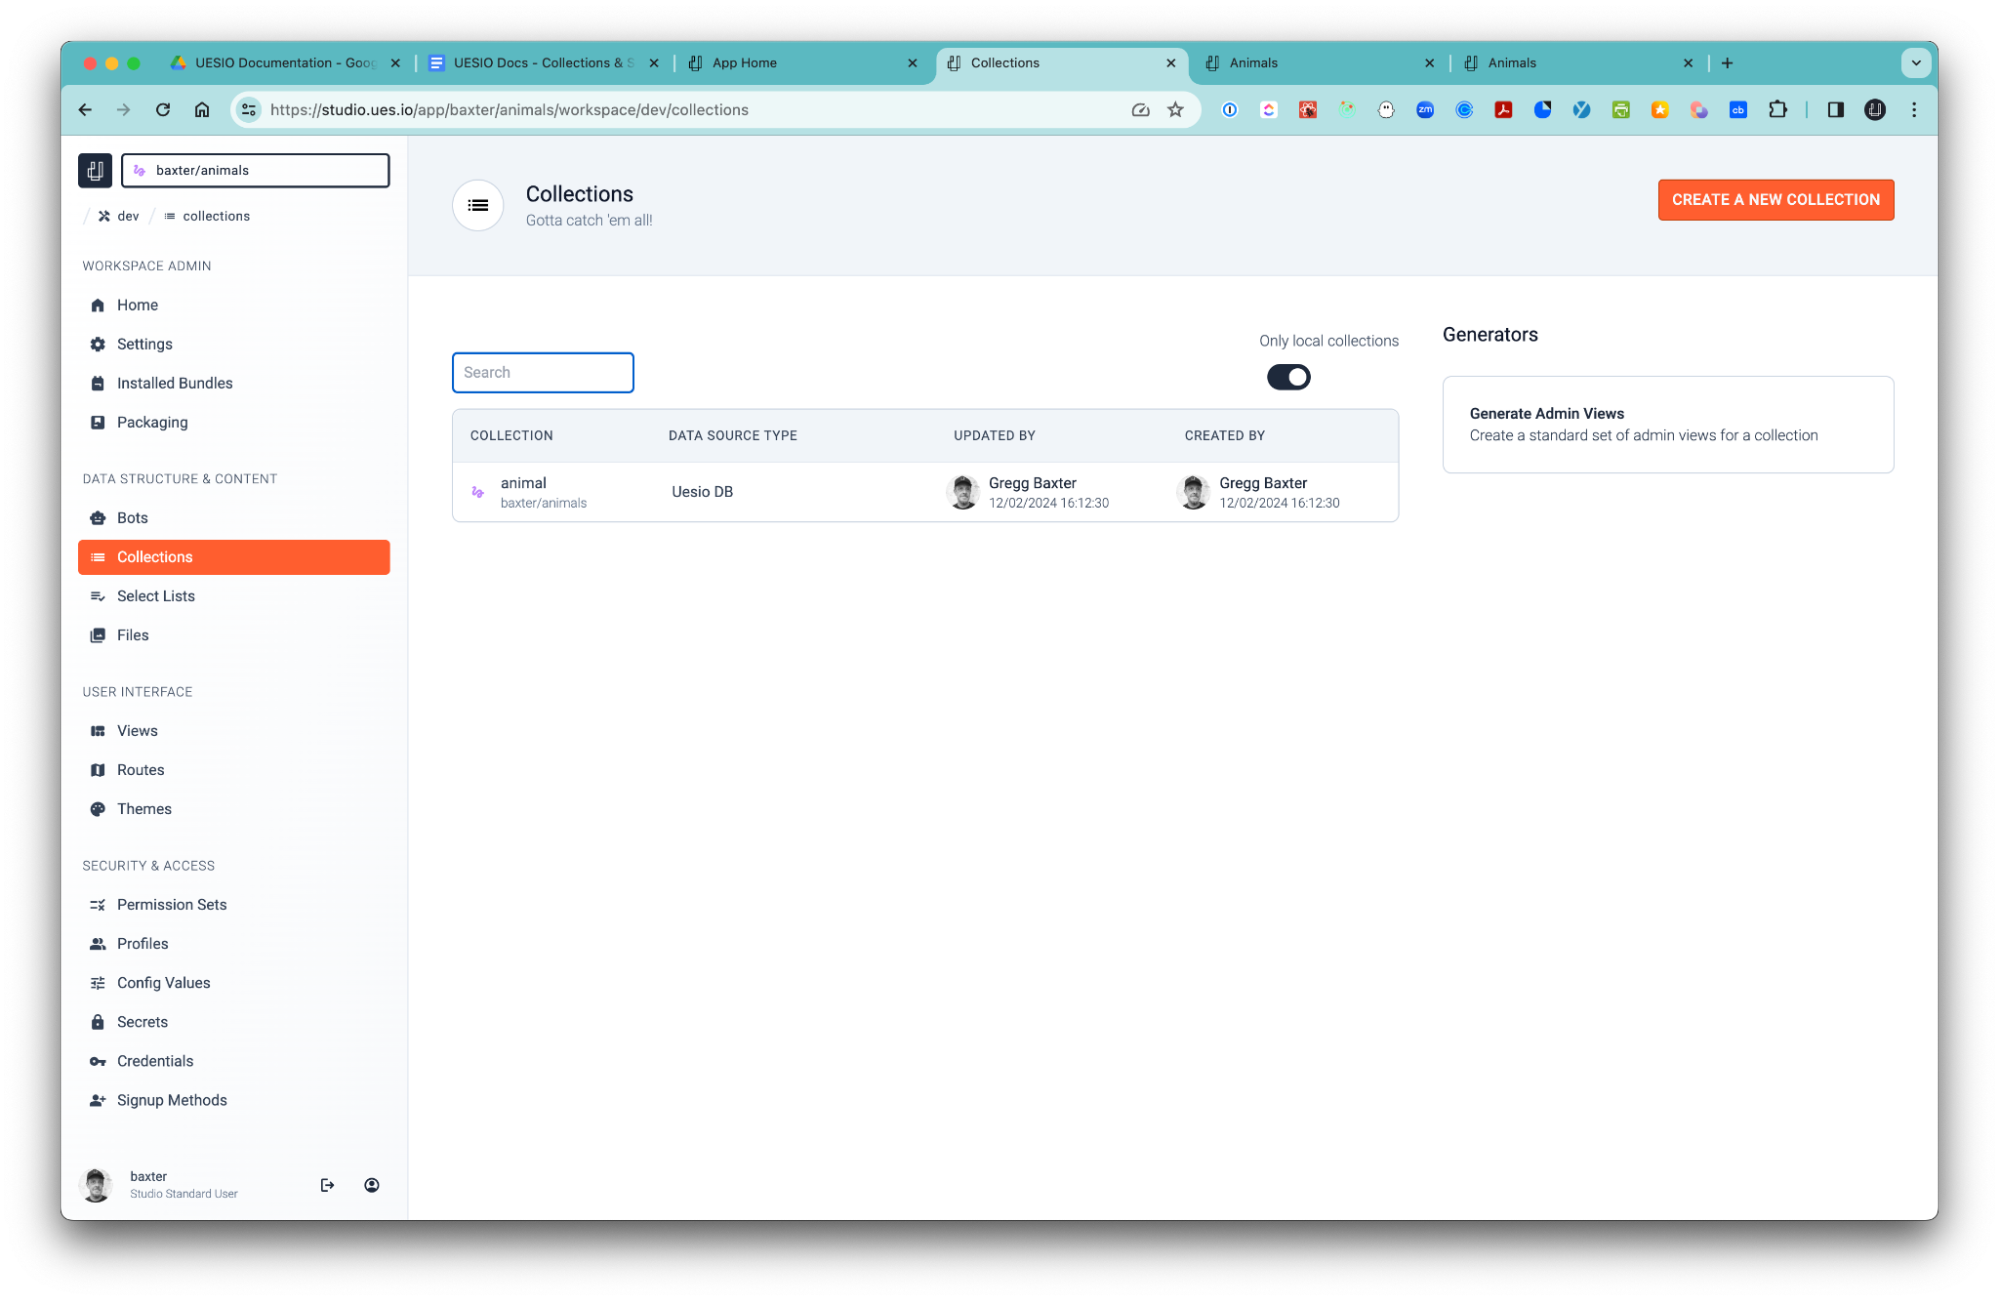 UESIO Documentation - Goog
UESIO Docs - Collections & S
App Home
Collections
Animals
Animals
https://studio.ues.io/app/baxter/animals/workspace/dev/collections
zm
cb
baxter/animals
/ dev / collections
WORKSPACE ADMIN
Home
Settings
Installed Bundles
Packaging
DATA STRUCTURE & CONTENT
Bots
Collections
Select Lists
Files
USER INTERFACE
Views
Routes
Themes
SECURITY & ACCESS
Permission Sets
Profiles
Config Values
Secrets
Credentials
Signup Methods
baxter
Studio Standard User
Collections
Gotta catch 'em all!
CREATE A NEW COLLECTION
Search
Only local collections
COLLECTION DATA SOURCE TYPE UPDATED BY CREATED BY
animal Uesio DB Gregg Baxter Gregg Baxter
baxter/animals 12/02/2024 16:12:30 12/02/2024 16:12:30
Generators
Generate Admin Views
Create a standard set of admin views for a collection